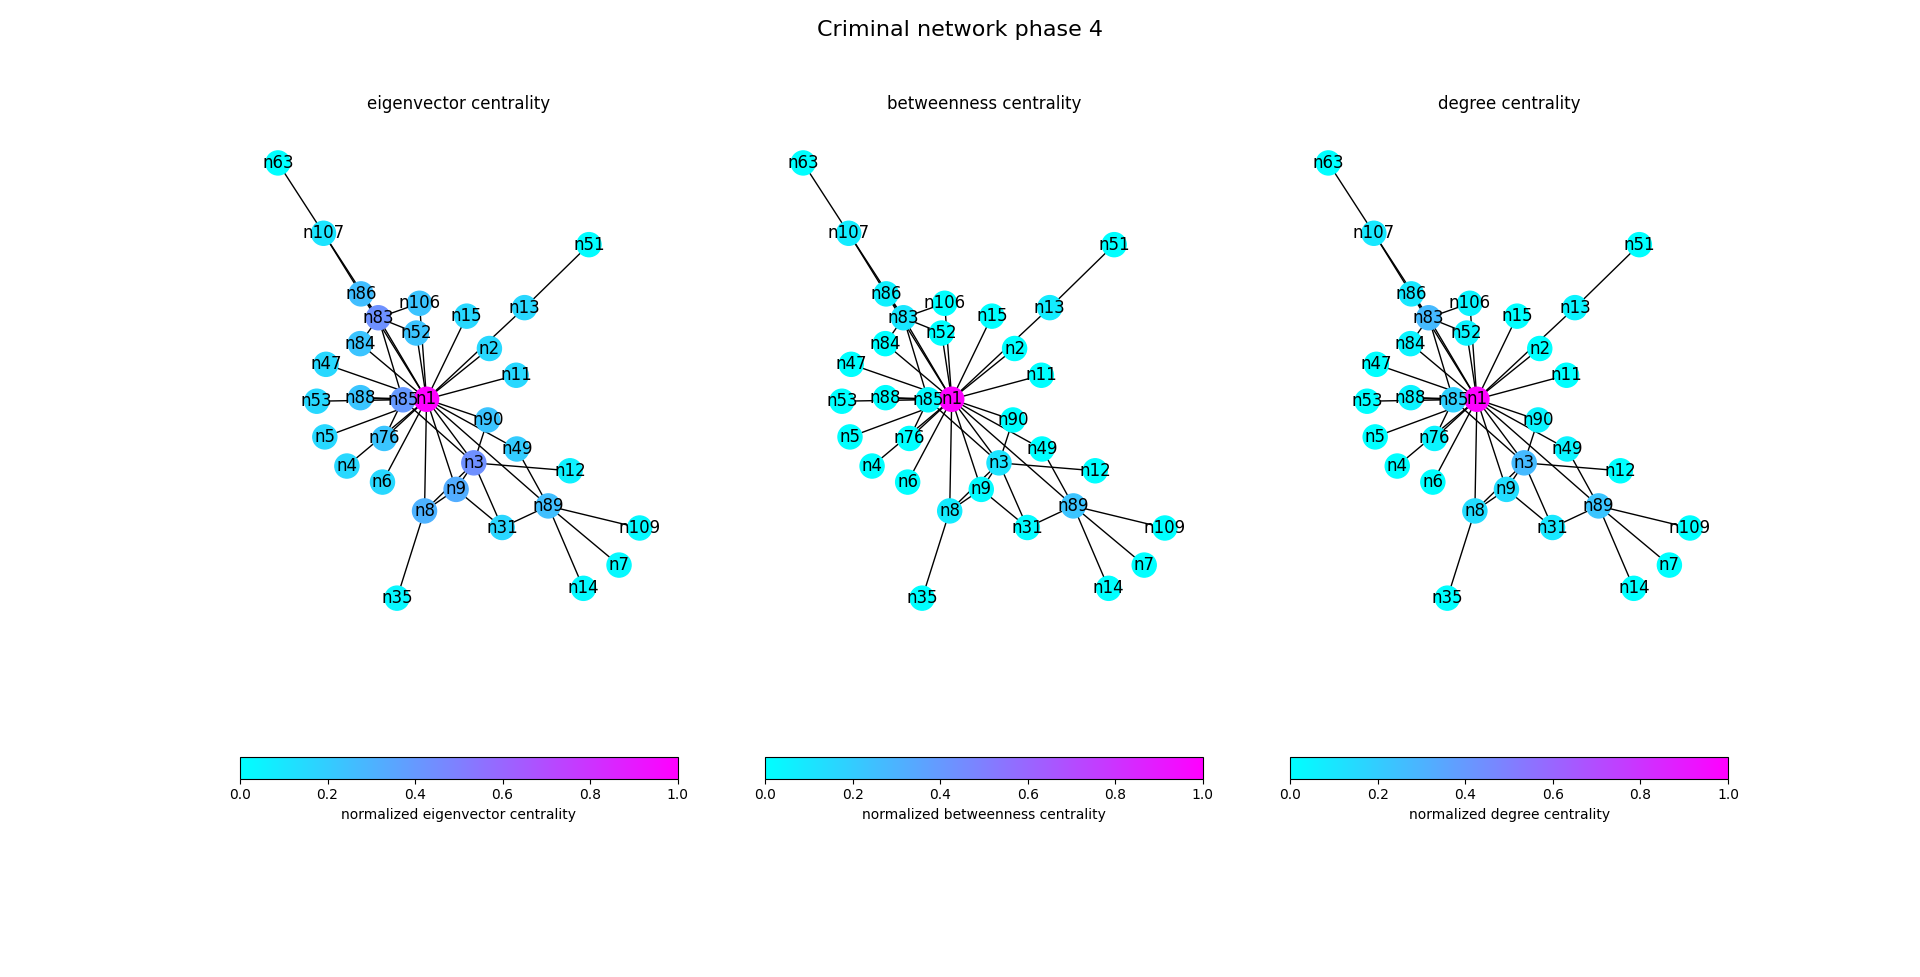 Criminal network phase 4
eigenvector centrality
n63
n107
n51
n86
n106
n13
n15
n83
n52
n84
n2
n47
n11
n53
n88
n85
n1
n90
n5
n76
n49
n4
n3
n12
n6
n9
n8
n89
n31
n109
n7
n14
n35
0.0 0.2 0.4 0.6 0.8 1.0
normalized eigenvector centrality
betweenness centrality
n63
n107
n51
n86
n106
n13
n15
n83
n52
n84
n2
n47
n11
n53
n88
n85
n1
n90
n5
n76
n49
n4
n3
n12
n6
n9
n8
n89
n31
n109
n7
n14
n35
0.0 0.2 0.4 0.6 0.8 1.0
normalized betweenness centrality
degree centrality
n63
n107
n51
n86
n106
n13
n15
n83
n52
n84
n2
n47
n11
n53
n88
n85
n1
n90
n5
n76
n49
n4
n3
n12
n6
n9
n8
n89
n31
n109
n7
n14
n35
0.0 0.2 0.4 0.6 0.8 1.0
normalized degree centrality